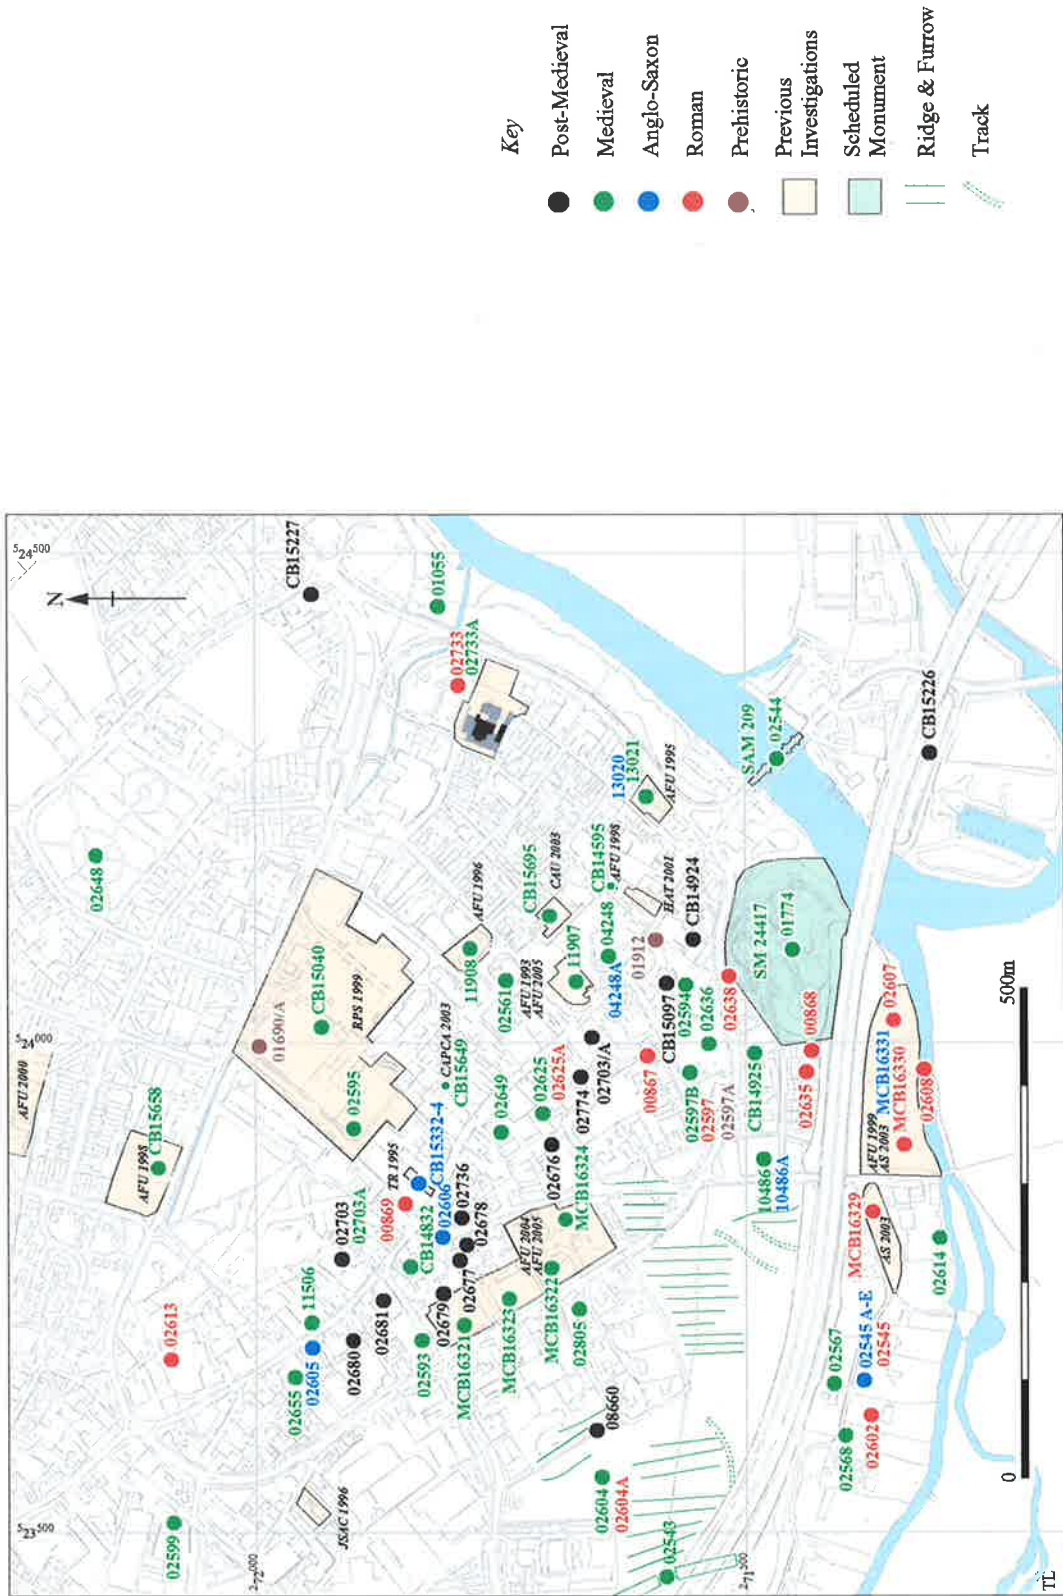 Key
Post-Medieval
Medieval
Anglo-Saxon
Roman
Prehistoric
Previous
Investigations
Scheduled
Monument
Ridge & Furrow
Track
N
524500
524000
523500
272000
271500
TL
0
500m
CB15227
01055
02733
02733A
02648
AFU 2000
AFU 1998
CB15658
01690/A
CB15040
RPS 1999
02595
AFU 1996
11908
02561
CB15695
CAU 2003
AFU 1993
AFU 2005
11907
CB14595
AFU 1998
04248
04248A
13020
13021
AFU 1995
HAT 2001
01912
CB14924
SAM 209
02544
CB15226
SM 24417
01774
CB15097
02594
02636
02638
CAPCA 2003
CB15649
02649
02625
02625A
02774
02703/A
00867
02597B
02597
02597A
CB14925
02635
00868
02607
MCB16331
MCB16330
AFU 1999
AS 2003
02608
TR 1995
CB15332-4
00869
02606
CB14832
02736
02678
02677
02676
MCB16324
AFU 2004
AFU 2005
10486
10486A
MCB16329
AS 2003
02614
02703
02703A
02613
11506
02655
02605
02681
02680
02679
02593
MCB16321
MCB16323
MCB16322
02805
08660
02604
02604A
02543
02567
02545 A-E
02545
02568
02602
JSAC 1996
02599